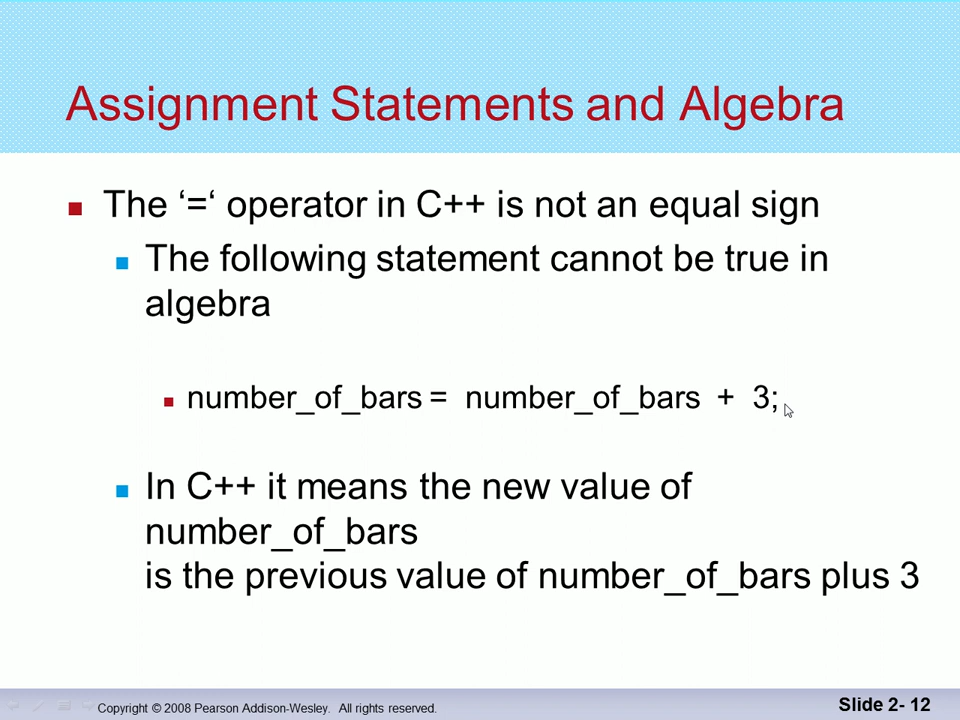 Assignment Statements and Algebra
The ‘=‘ operator in C++ is not an equal sign
The following statement cannot be true in
algebra
number_of_bars = number_of_bars + 3;
In C++ it means the new value of
number_of_bars
is the previous value of number_of_bars plus 3
Copyright © 2008 Pearson Addison-Wesley. All rights reserved.
Slide 2- 12